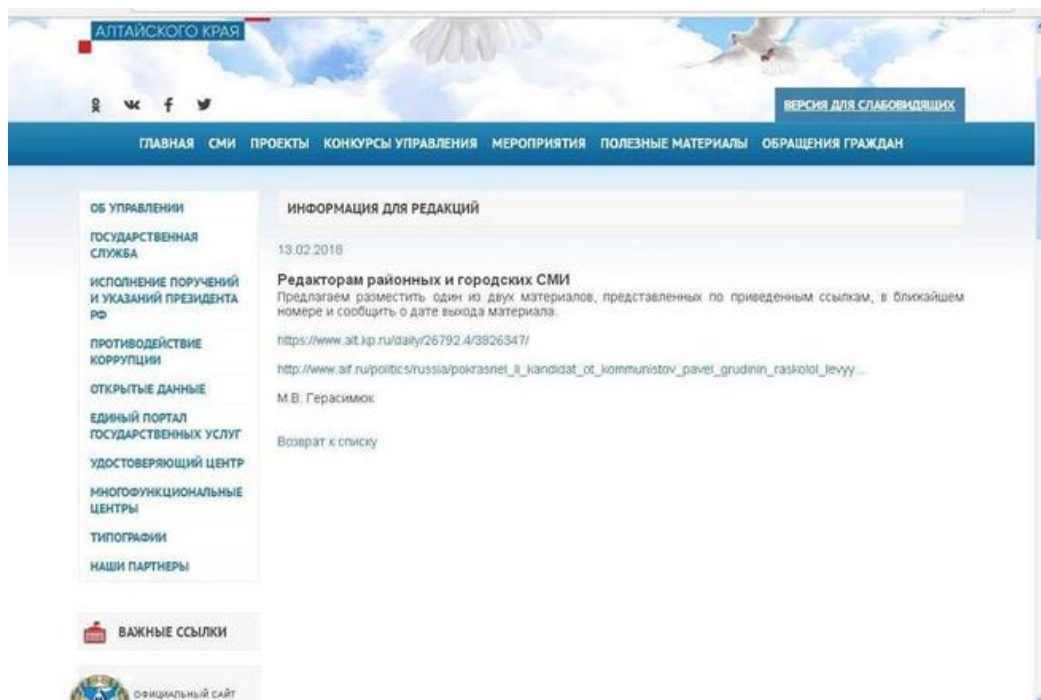 АЛТАЙСКОГО КРАЯ
ВЕРСИЯ ДЛЯ СЛАБОВИДЯЩИХ
ГЛАВНАЯ СМИ ПРОЕКТЫ КОНКУРСЫ УПРАВЛЕНИЯ МЕРОПРИЯТИЯ ПОЛЕЗНЫЕ МАТЕРИАЛЫ ОБРАЩЕНИЯ ГРАЖДАН
ОБ УПРАВЛЕНИИ
ГОСУДАРСТВЕННАЯ
СЛУЖБА
ИСПОЛНЕНИЕ ПОРУЧЕНИЙ
И УКАЗАНИЙ ПРЕЗИДЕНТА
РФ
ПРОТИВОДЕЙСТВИЕ
КОРРУПЦИИ
ОТКРЫТЫЕ ДАННЫЕ
ЕДИНЫЙ ПОРТАЛ
ГОСУДАРСТВЕННЫХ УСЛУГ
УДОСТОВЕРЯЮЩИЙ ЦЕНТР
МНОГОФУНКЦИОНАЛЬНЫЕ
ЦЕНТРЫ
ТИПОГРАФИИ
НАШИ ПАРТНЕРЫ
ВАЖНЫЕ ССЫЛКИ
ОФИЦИАЛЬНЫЙ САЙТ
ИНФОРМАЦИЯ ДЛЯ РЕДАКЦИЙ
13.02.2018
Редакторам районных и городских СМИ
Предлагаем разместить один из двух материалов, представленных по приведенным ссылкам, в ближайшем
номере и сообщить о дате выхода материала.
https://www.alt.kp.ru/daily/26792.4/3826347/
http://www.aif.ru/politics/russia/pokrasnel_li_kandidat_ot_kommunistov_pavel_grudinin_raskolol_levyy...
М.В. Герасимюк
Возврат к списку